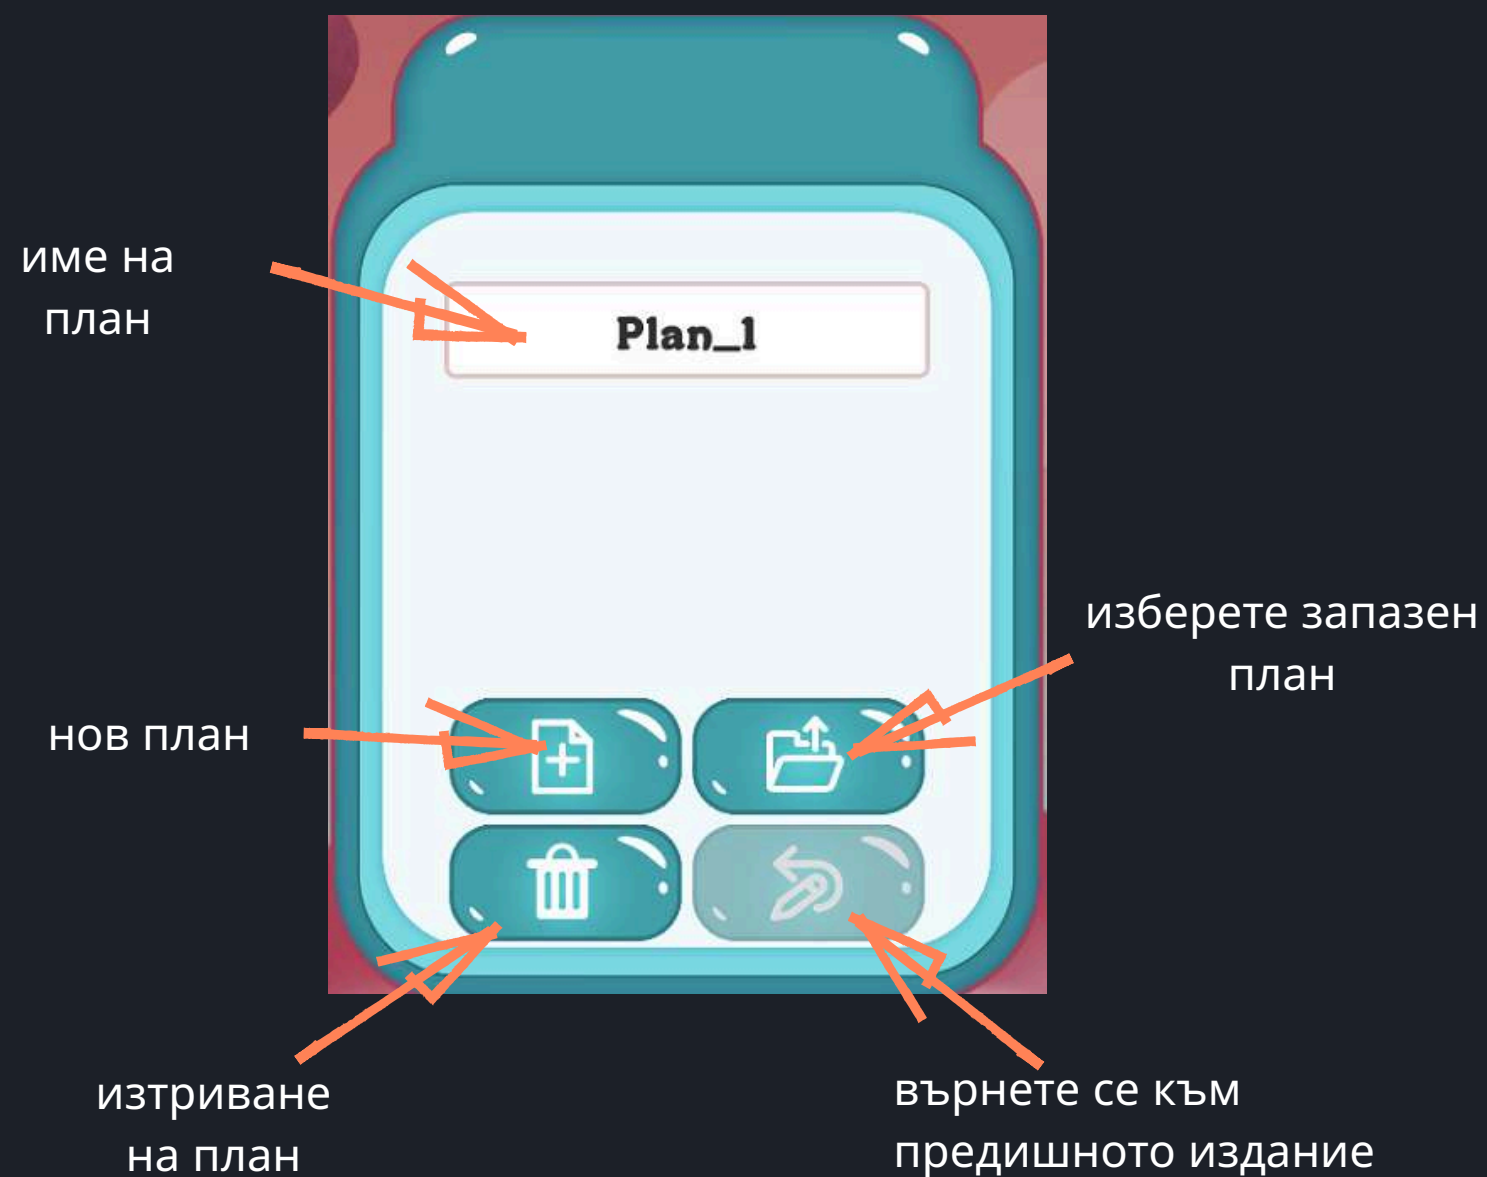 име на
план
Plan_1
изберете запазен
план
нов план
изтриване
на план
върнете се към
предишното издание